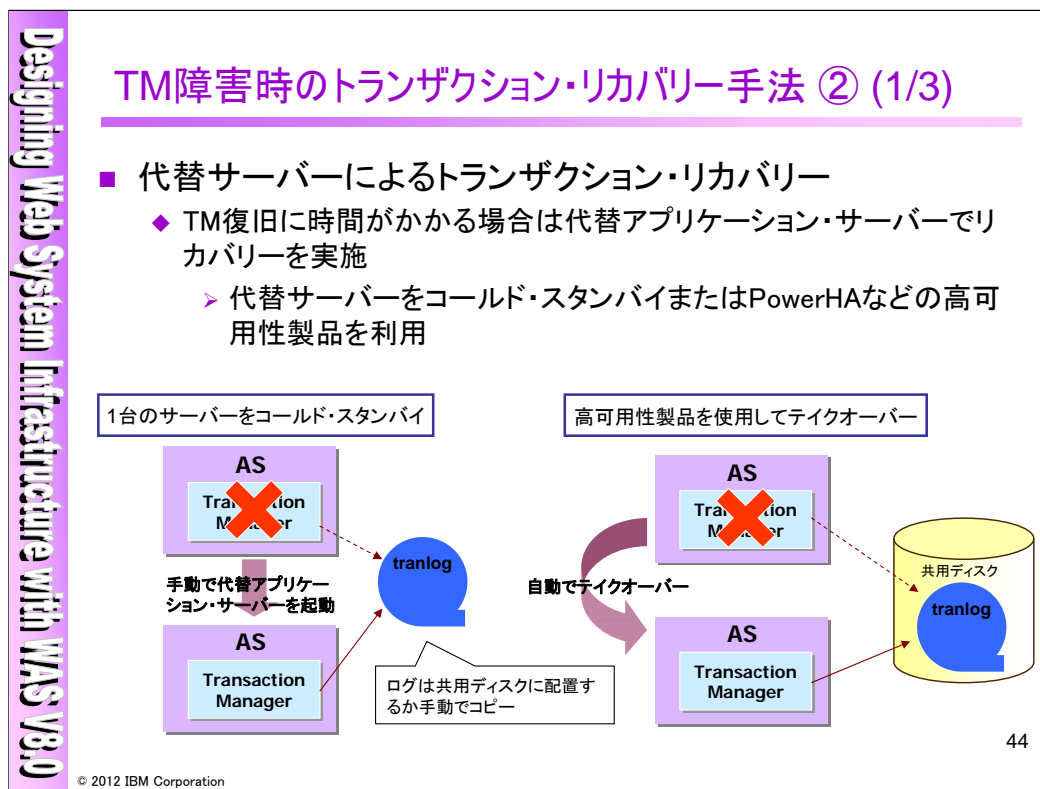 Designing Web System Infrastructure with WAS V8.0
TM障害時のトランザクション・リカバリー手法 ② (1/3)
■ 代替サーバーによるトランザクション・リカバリー
◆ TM復旧に時間がかかる場合は代替アプリケーション・サーバーでリ
カバリーを実施
➢ 代替サーバーをコールド・スタンバイまたはPowerHAなどの高可
用性製品を利用
1台のサーバーをコールド・スタンバイ
AS
Transaction
Manager
手動で代替アプリケー
ション・サーバーを起動
AS
Transaction
Manager
tranlog
ログは共用ディスクに配置す
るか手動でコピー
高可用性製品を使用してテイクオーバー
AS
Transaction
Manager
自動でテイクオーバー
AS
Transaction
Manager
共用ディスク
tranlog
44
© 2012 IBM Corporation